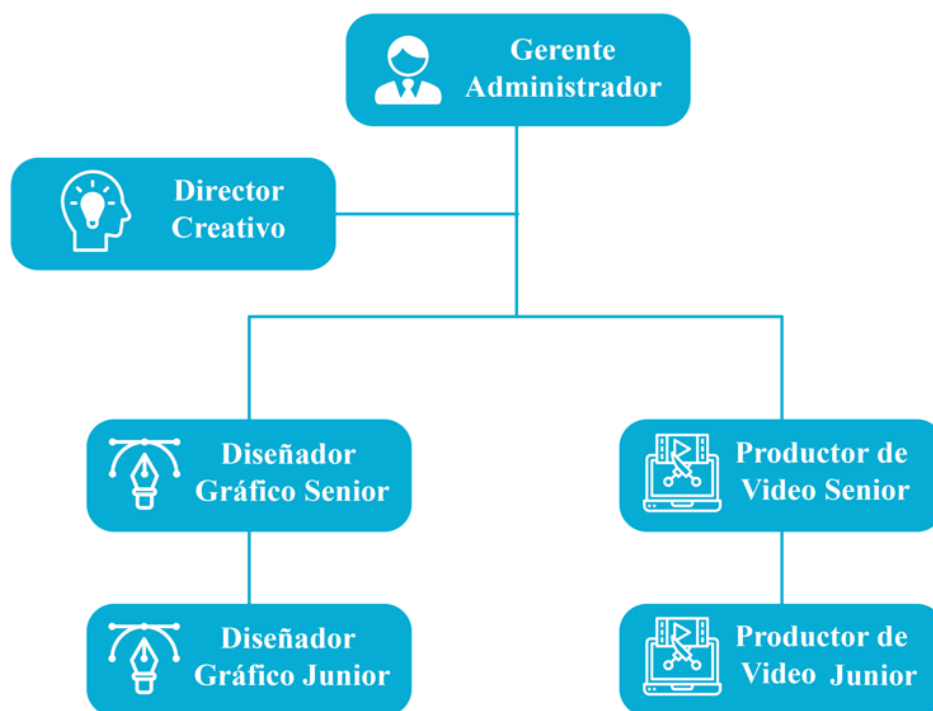 Gerente
Administrador
Director
Creativo
Diseñador
Gráfico Senior
Productor de
Video Senior
Diseñador
Gráfico Junior
Productor de
Video Junior